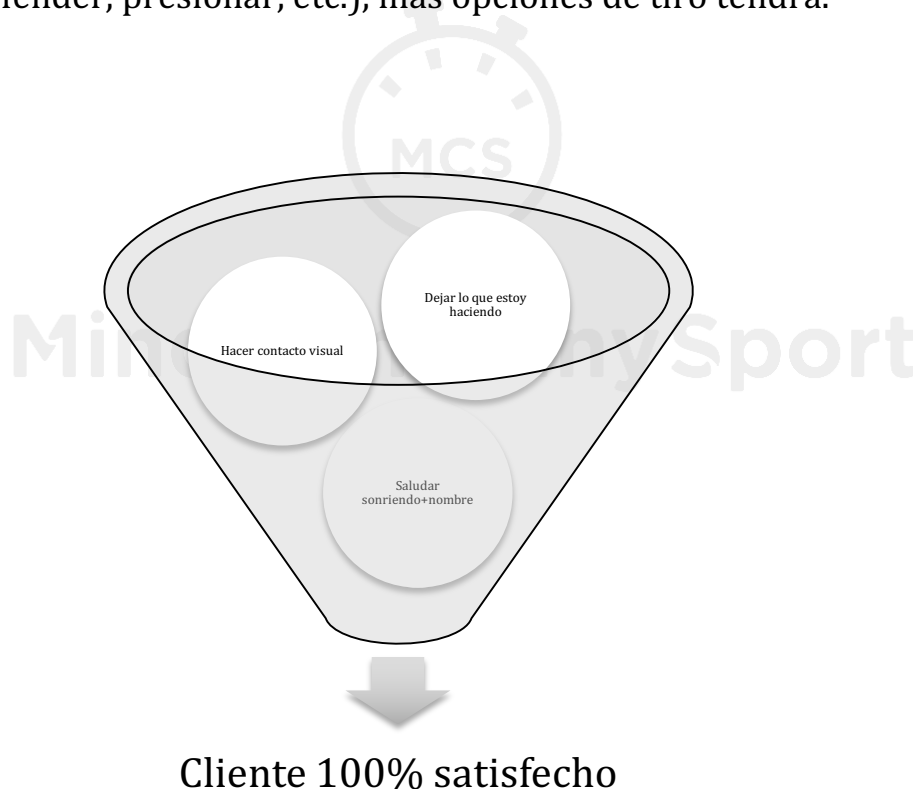 presionar, etc.), más opciones de tiro tendrá.
MCS
Dejar lo que estoy
haciendo
Hacer contacto visual
Saludar
sonriendo+nombre
Cliente 100% satisfecho